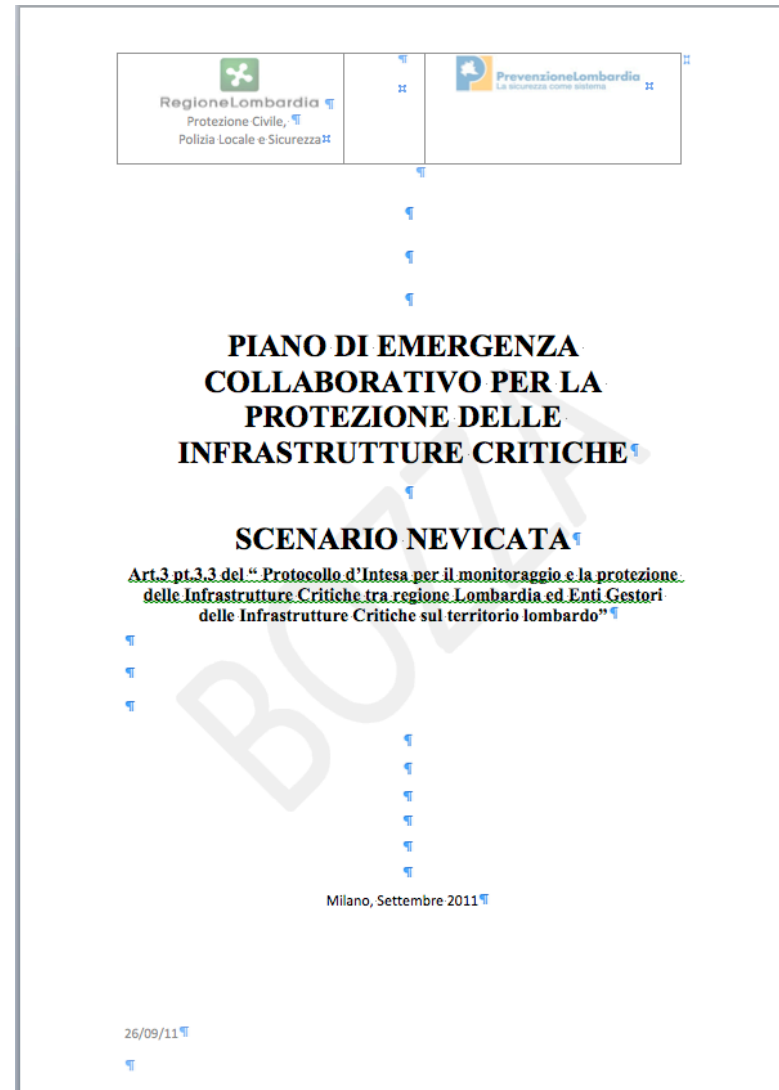 RegioneLombardia
Protezione Civile,
Polizia Locale e Sicurezza
PrevenzioneLombardia
La sicurezza come sistema
PIANO DI EMERGENZA
COLLABORATIVO PER LA
PROTEZIONE DELLE
INFRASTRUTTURE CRITICHE
SCENARIO NEVICATA
Art.3 pt.3.3 del “ Protocollo d’Intesa per il monitoraggio e la protezione
delle Infrastrutture Critiche tra regione Lombardia ed Enti Gestori
delle Infrastrutture Critiche sul territorio lombardo”
BOZZA
Milano, Settembre 2011
26/09/11